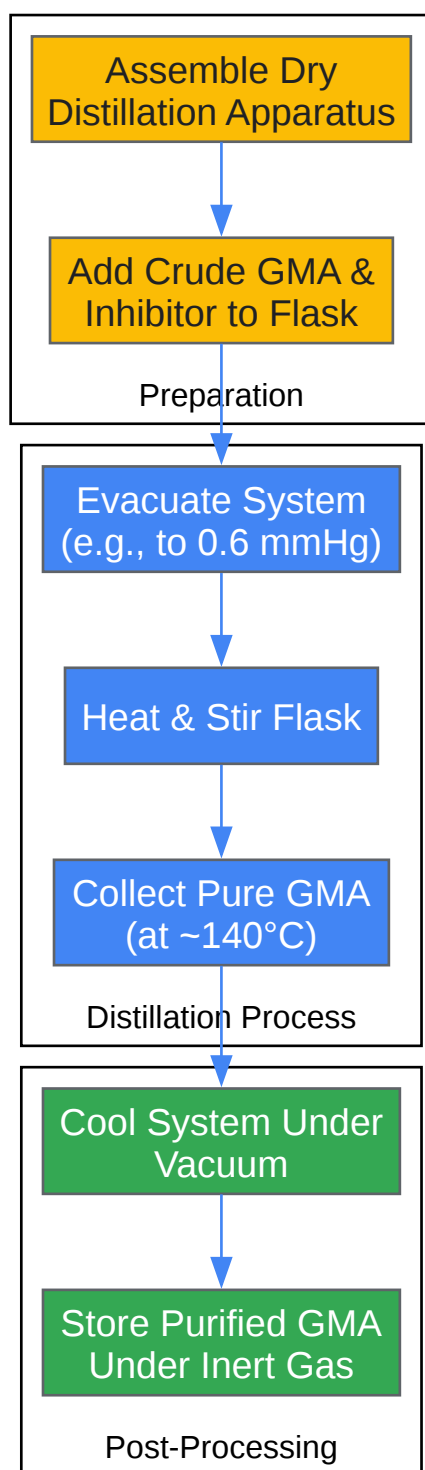 Assemble Dry
Distillation Apparatus
Add Crude GMA &
Inhibitor to Flask
Preparation
Evacuate System
(e.g., to 0.6 mmHg)
Heat & Stir Flask
Collect Pure GMA
(at ~140°C)
Distillation Process
Cool System Under
Vacuum
Store Purified GMA
Under Inert Gas
Post-Processing